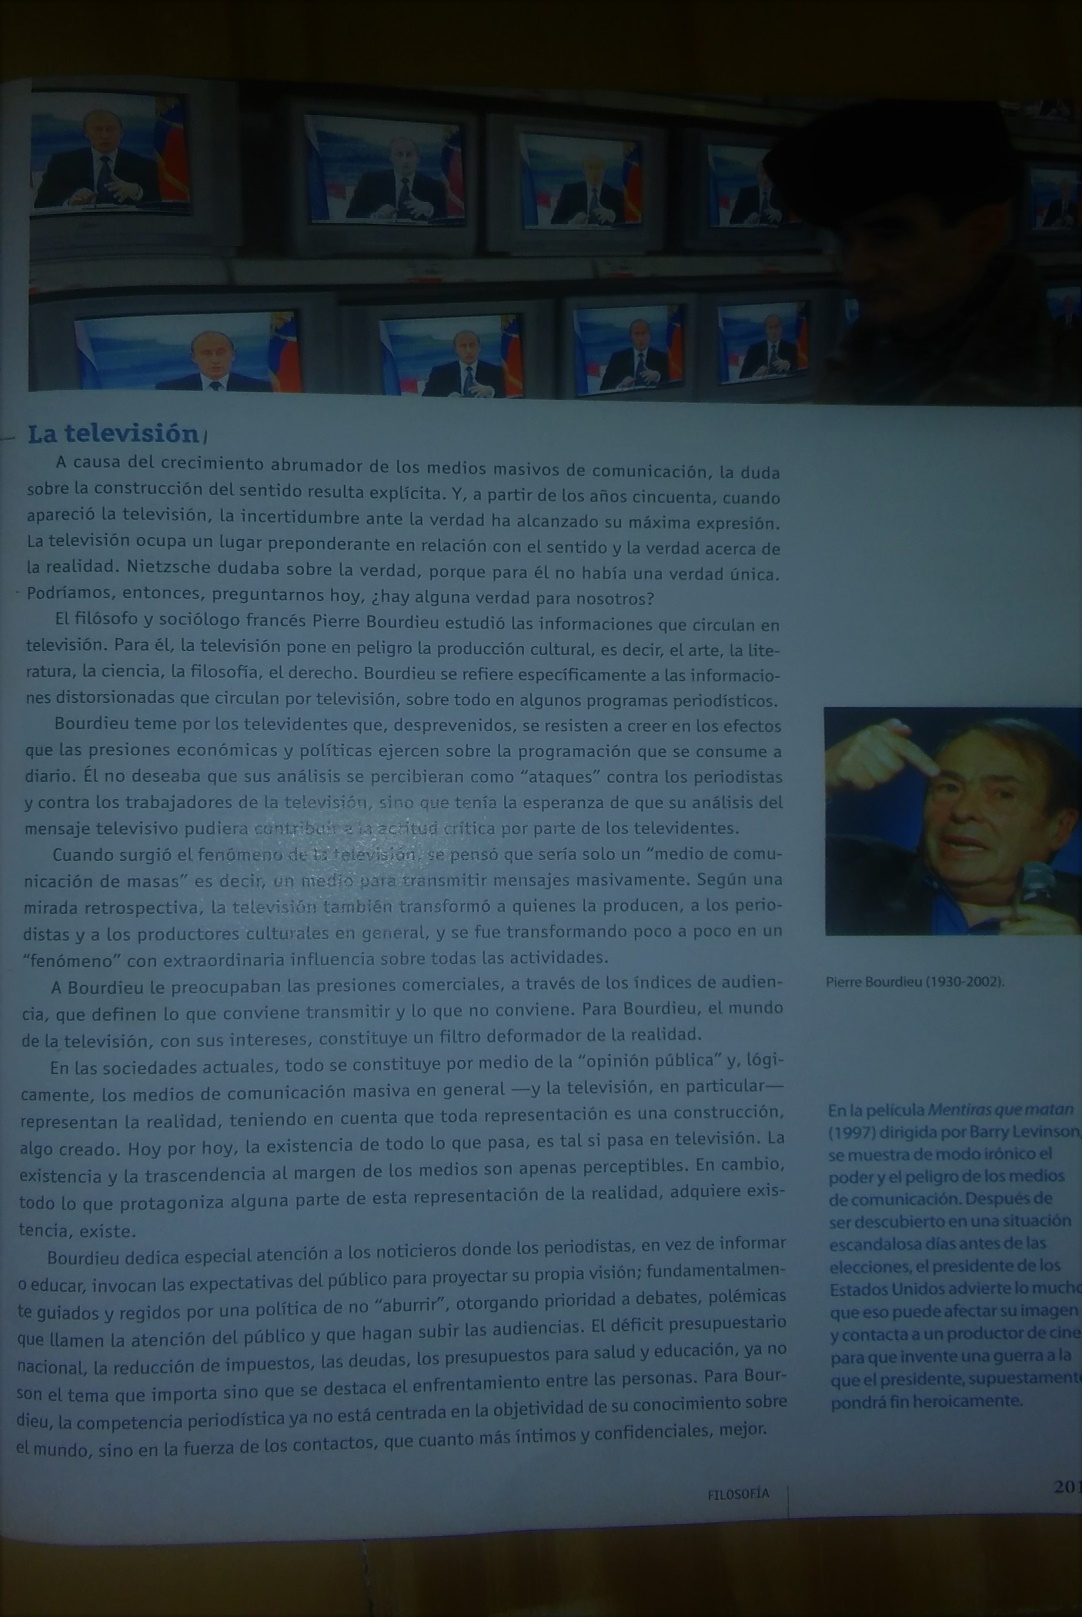 La televisión
A causa del crecimiento abrumador de los medios masivos de comunicación, la duda
sobre la construcción del sentido resulta explícita. Y, a partir de los años cincuenta, cuando
apareció la televisión, la incertidumbre ante la verdad ha alcanzado su máxima expresión.
La televisión ocupa un lugar preponderante en relación con el sentido y la verdad acerca de
la realidad. Nietzsche dudaba sobre la verdad, porque para él no había una verdad única.
Podríamos, entonces, preguntarnos hoy, ¿hay alguna verdad para nosotros?
El filósofo y sociólogo francés Pierre Bourdieu estudió las informaciones que circulan en
televisión. Para él, la televisión pone en peligro la producción cultural, es decir, el arte, la lite-
ratura, la ciencia, la filosofía, el derecho. Bourdieu se refiere específicamente a las informacio-
nes distorsionadas que circulan por televisión, sobre todo en algunos programas periodísticos.
Bourdieu teme por los televidentes que, desprevenidos, se resisten a creer en los efectos
que las presiones económicas y políticas ejercen sobre la programación que se consume a
diario. Él no deseaba que sus análisis se percibieran como “ataques” contra los periodistas
y contra los trabajadores de la televisión, sino que tenía la esperanza de que su análisis del
mensaje televisivo pudiera contribuir a la actitud crítica por parte de los televidentes.
Cuando surgió el fenómeno de la televisión, se pensó que sería solo un “medio de comu-
nicación de masas” es decir, un medio para transmitir mensajes masivamente. Según una
mirada retrospectiva, la televisión también transformó a quienes la producen, a los perio-
distas y a los productores culturales en general, y se fue transformando poco a poco en un
“fenómeno” con extraordinaria influencia sobre todas las actividades.
A Bourdieu le preocupaban las presiones comerciales, a través de los índices de audien-
cia, que definen lo que conviene transmitir y lo que no conviene. Para Bourdieu, el mundo
de la televisión, con sus intereses, constituye un filtro deformador de la realidad.
En las sociedades actuales, todo se constituye por medio de la “opinión pública” y, lógi-
camente, los medios de comunicación masiva en general —y la televisión, en particular—
representan la realidad, teniendo en cuenta que toda representación es una construcción,
algo creado. Hoy por hoy, la existencia de todo lo que pasa, es tal si pasa en televisión. La
existencia y la trascendencia al margen de los medios son apenas perceptibles. En cambio,
todo lo que protagoniza alguna parte de esta representación de la realidad, adquiere exis-
tencia, existe.
Bourdieu dedica especial atención a los noticieros donde los periodistas, en vez de informar
o educar, invocan las expectativas del público para proyectar su propia visión; fundamentalmen-
te guiados y regidos por una política de no “aburrir”, otorgando prioridad a debates, polémicas
que llamen la atención del público y que hagan subir las audiencias. El déficit presupuestario
nacional, la reducción de impuestos, las deudas, los presupuestos para salud y educación, ya no
son el tema que importa sino que se destaca el enfrentamiento entre las personas. Para Bour-
dieu, la competencia periodística ya no está centrada en la objetividad de su conocimiento sobre
el mundo, sino en la fuerza de los contactos, que cuanto más íntimos y confidenciales, mejor.
Pierre Bourdieu (1930-2002).
En la película Mentiras que matan
(1997) dirigida por Barry Levinson,
se muestra de modo irónico el
poder y el peligro de los medios
de comunicación. Después de
ser descubierto en una situación
escandalosa días antes de las
elecciones, el presidente de los
Estados Unidos advierte lo mucho
que eso puede afectar su imagen
y contacta a un productor de cine
para que invente una guerra a la
que el presidente, supuestament
pondrá fin heroicamente.
FILOSOFÍA
201